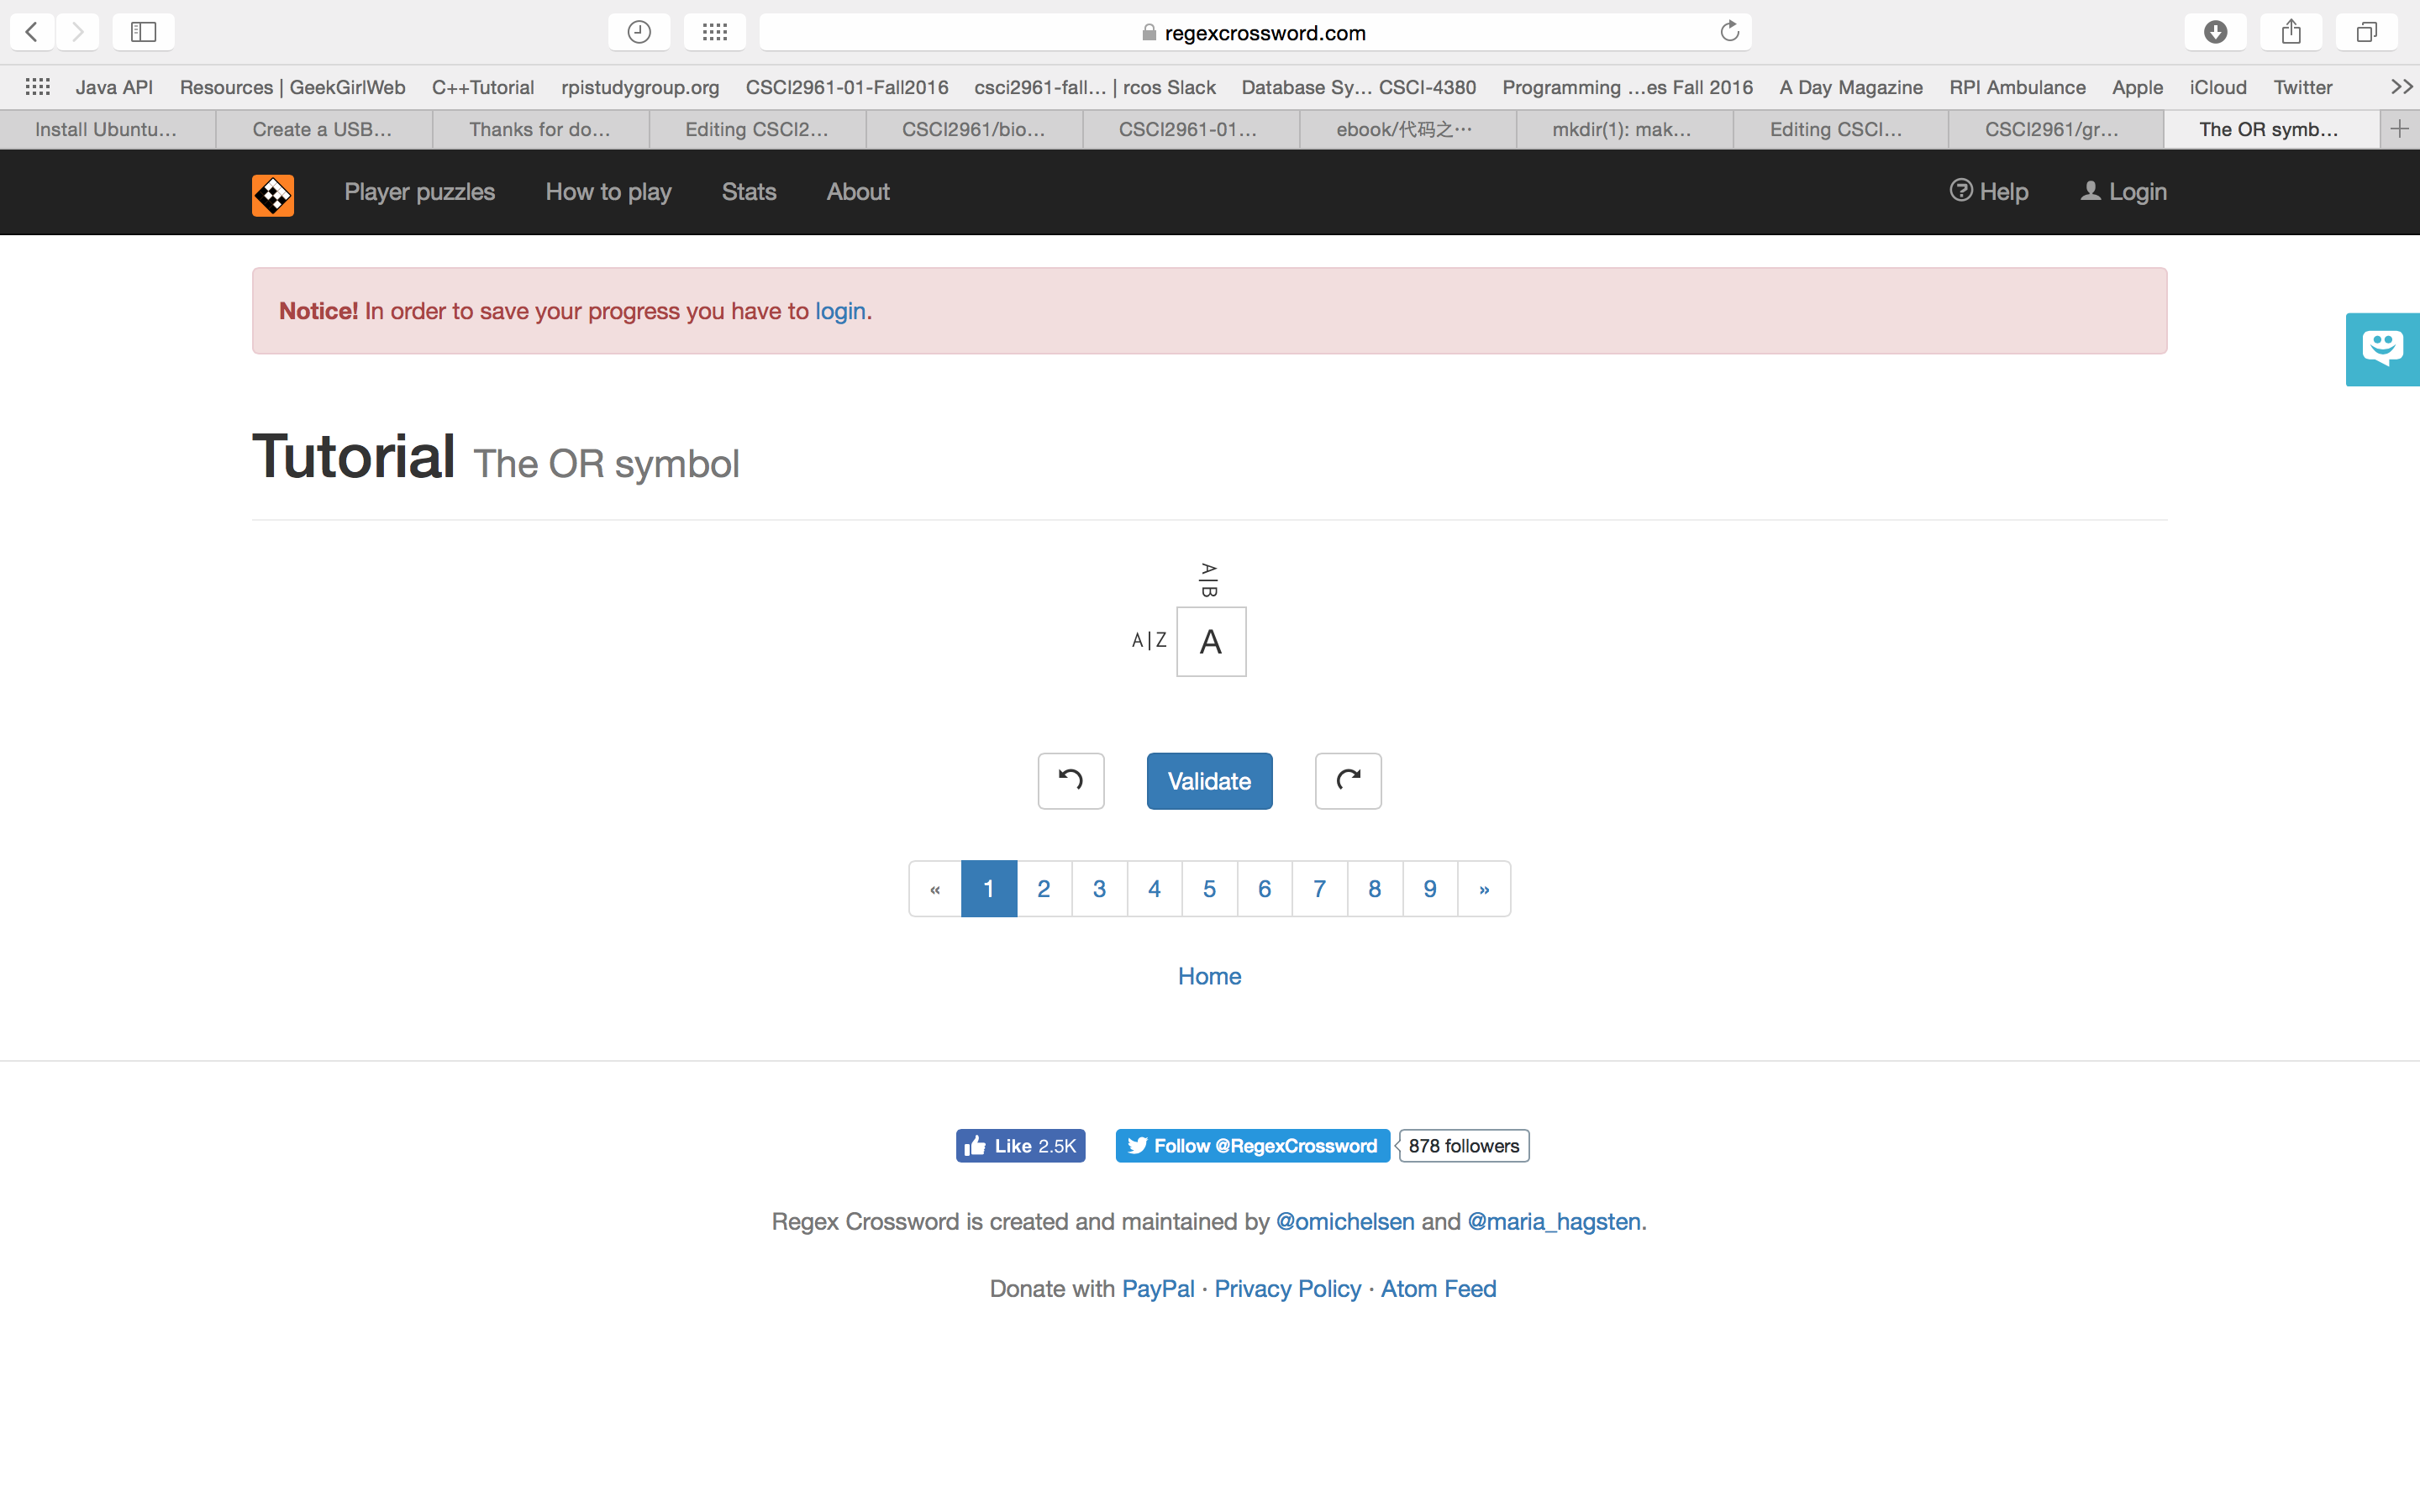 regexcrossword.com
Java API Resources | GeekGirlWeb C++Tutorial rpistudygroup.org CSCI2961-01-Fall2016 csci2961-fall... | rcos Slack Database Sy... CSCI-4380 Programming ...es Fall 2016 A Day Magazine RPI Ambulance Apple iCloud Twitter >>
Install Ubuntu... Create a USB... Thanks for do... Editing CSCI2... CSCI2961/bio... CSCI2961-01... ebook/代码之... mkdir(1): mak... Editing CSCI... CSCI2961/gr... The OR symb... +
Player puzzles How to play Stats About Help Login
Notice! In order to save your progress you have to login.
Tutorial The OR symbol
A|B
A|Z A
Validate
« 1 2 3 4 5 6 7 8 9 »
Home
Like 2.5K Follow @RegexCrossword 878 followers
Regex Crossword is created and maintained by @omichelsen and @maria_hagsten.
Donate with PayPal · Privacy Policy · Atom Feed